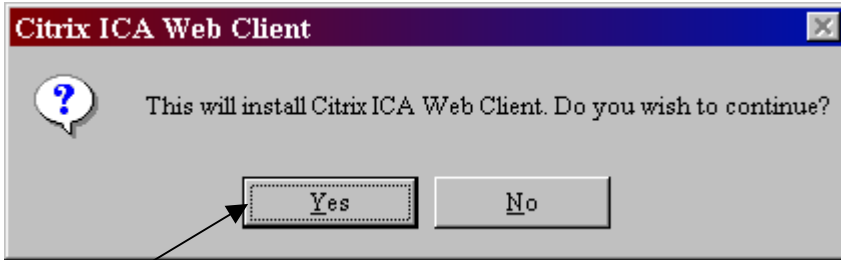 Citrix ICA Web Client
?
This will install Citrix ICA Web Client. Do you wish to continue?
Yes
No